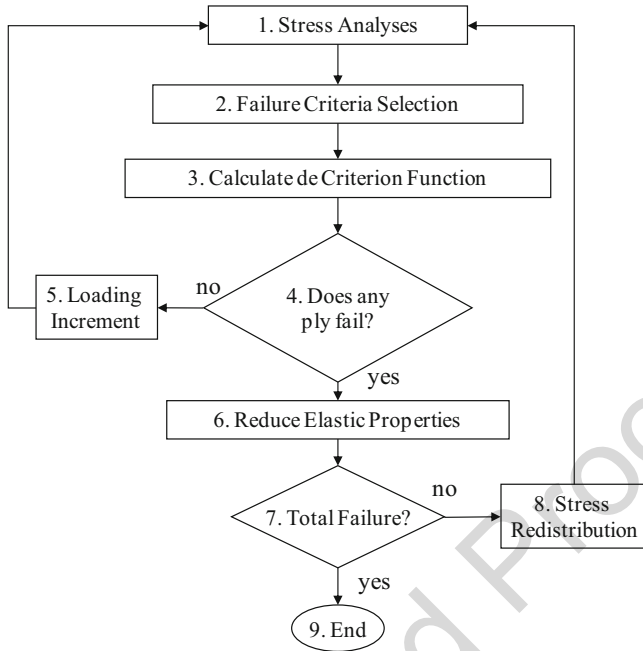 1. Stress Analyses
2. Failure Criteria Selection
3. Calculate de Criterion Function
4. Does any
ply fail?
no
5. Loading
Increment
yes
6. Reduce Elastic Properties
7. Total Failure?
no
8. Stress
Redistribution
yes
9. End